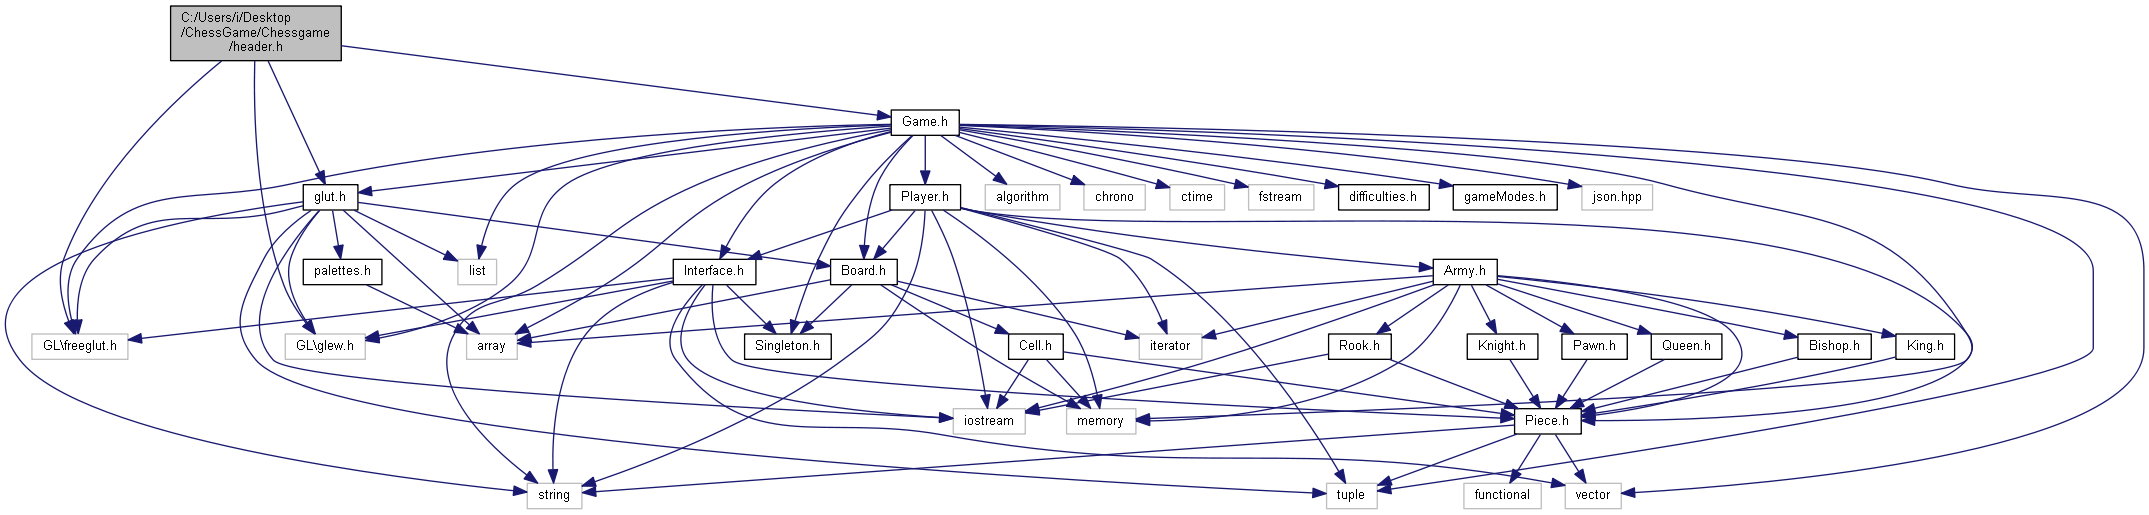 C:/Users/i/Desktop
/ChessGame/Chessgame
/header.h
Game.h
glut.h
Player.h
algorithm
chrono
ctime
fstream
difficulties.h
gameModes.h
json.hpp
palettes.h
list
Interface.h
Board.h
Army.h
GL\freeglut.h
GL\glew.h
array
Singleton.h
Cell.h
iterator
Rook.h
Knight.h
Pawn.h
Queen.h
Bishop.h
King.h
iostream
memory
Piece.h
string
tuple
functional
vector